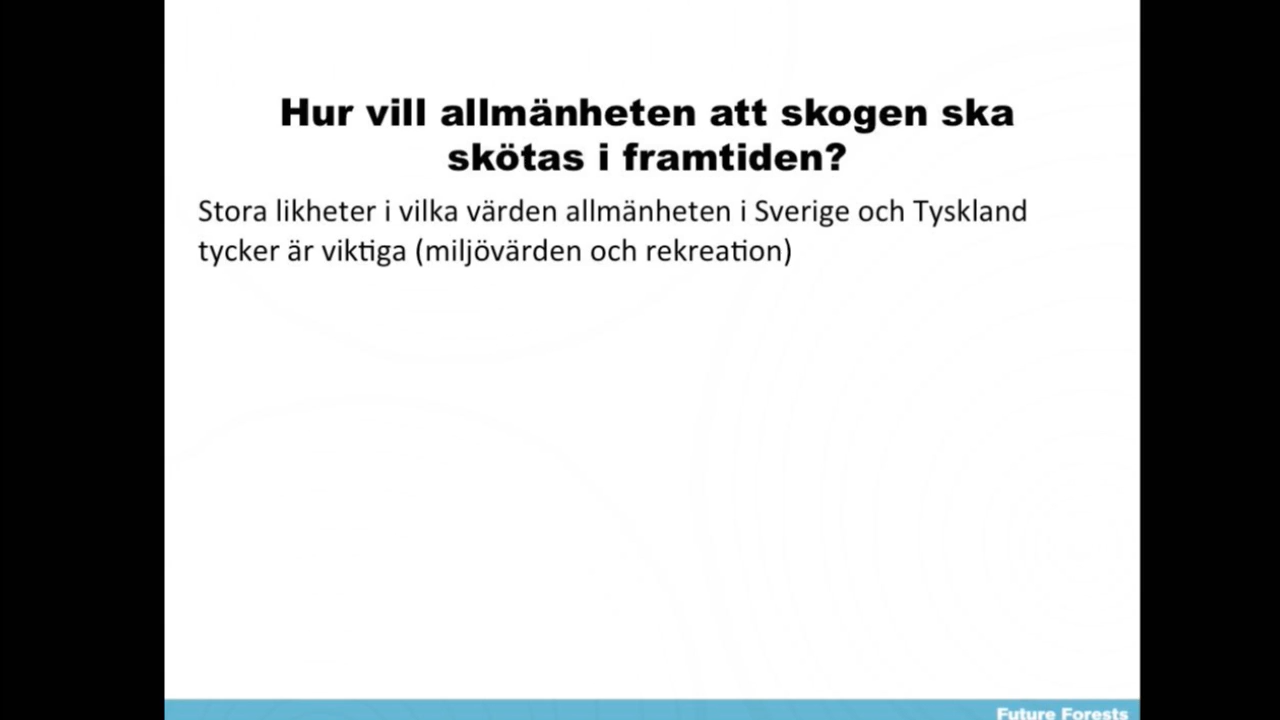 Hur vill allmänheten att skogen ska
skötas i framtiden?
Stora likheter i vilka värden allmänheten i Sverige och Tyskland
tycker är viktiga (miljövärden och rekreation)
Future Forests